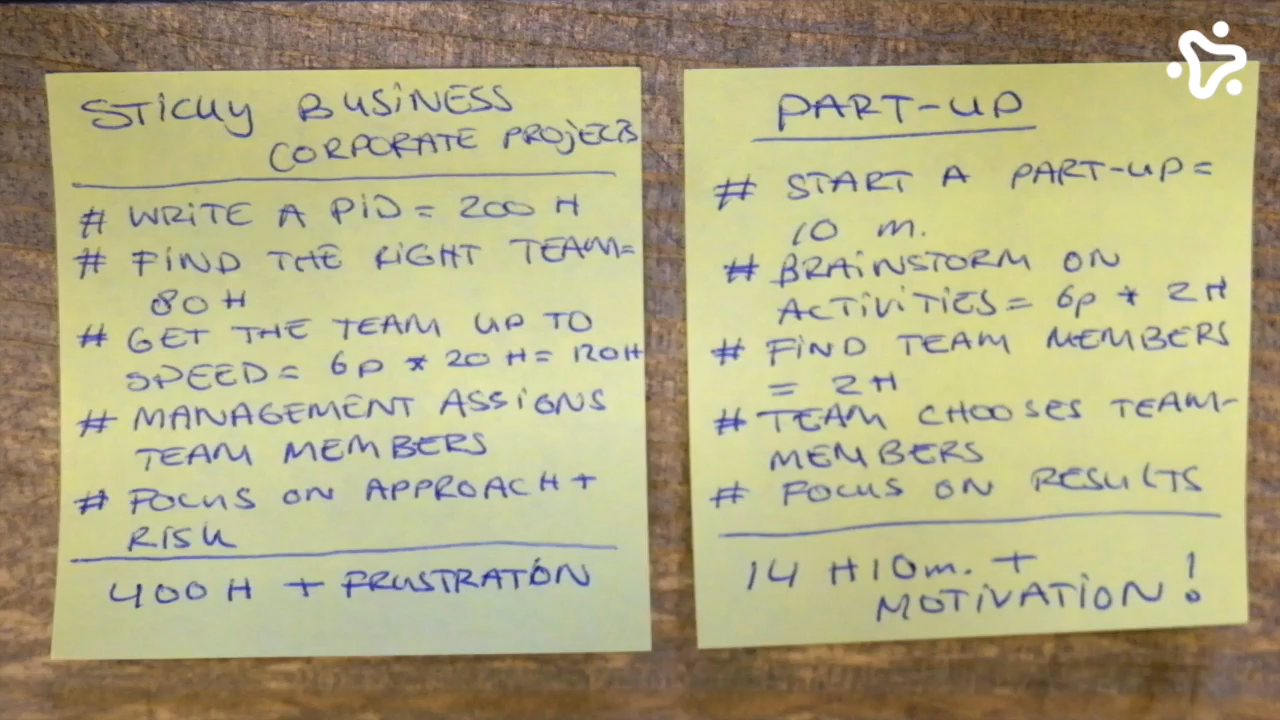 STICKY BUSINESS
CORPORATE PROJECTS
# WRITE A PID = 200 H
# FIND THE RIGHT TEAM=
80 H
# GET THE TEAM UP TO
SPEED = 6p * 20 H = 120H
# MANAGEMENT ASSIGNS
TEAM MEMBERS
# FOCUS ON APPROACH +
RISK
400 H + FRUSTRATION
PART-UP
# START A PART-UP =
10 m.
# BRAINSTORM ON
ACTIVITIES = 6p * 2H
# FIND TEAM MEMBERS
= 2H
# TEAM CHOOSES TEAM-
MEMBERS
# FOCUS ON RESULTS
14 H10m. +
MOTIVATION!